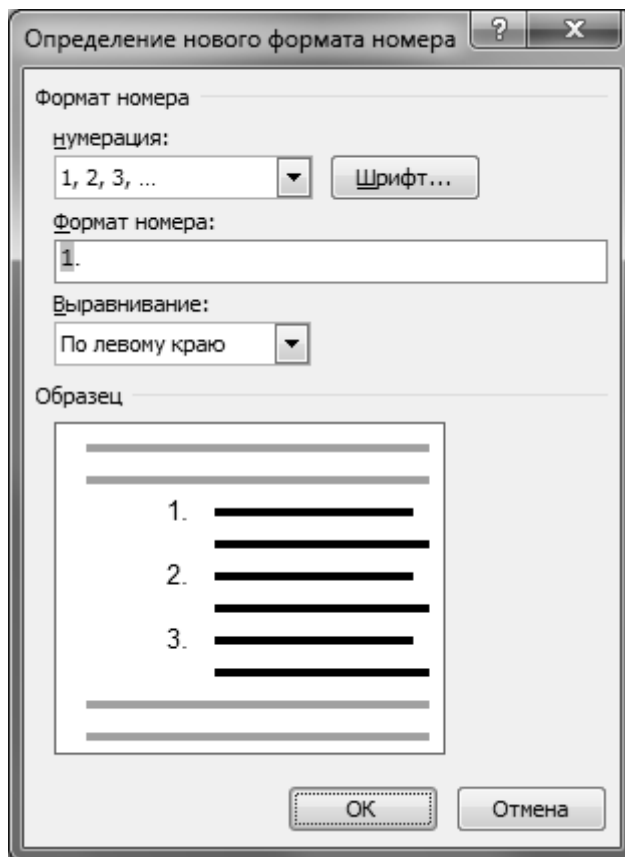 Определение нового формата номера
Формат номера
нумерация:
1, 2, 3, ...
Шрифт...
Формат номера:
1.
Выравнивание:
По левому краю
Образец
1.
2.
3.
ОК
Отмена